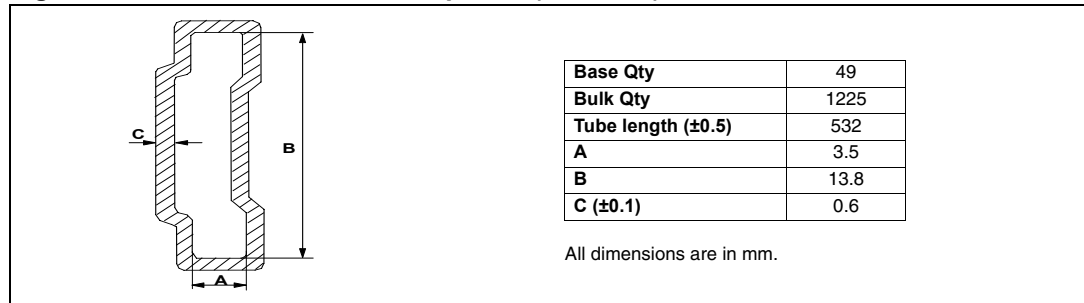 C
B
A
Base Qty 49
Bulk Qty 1225
Tube length (±0.5) 532
A 3.5
B 13.8
C (±0.1) 0.6
All dimensions are in mm.